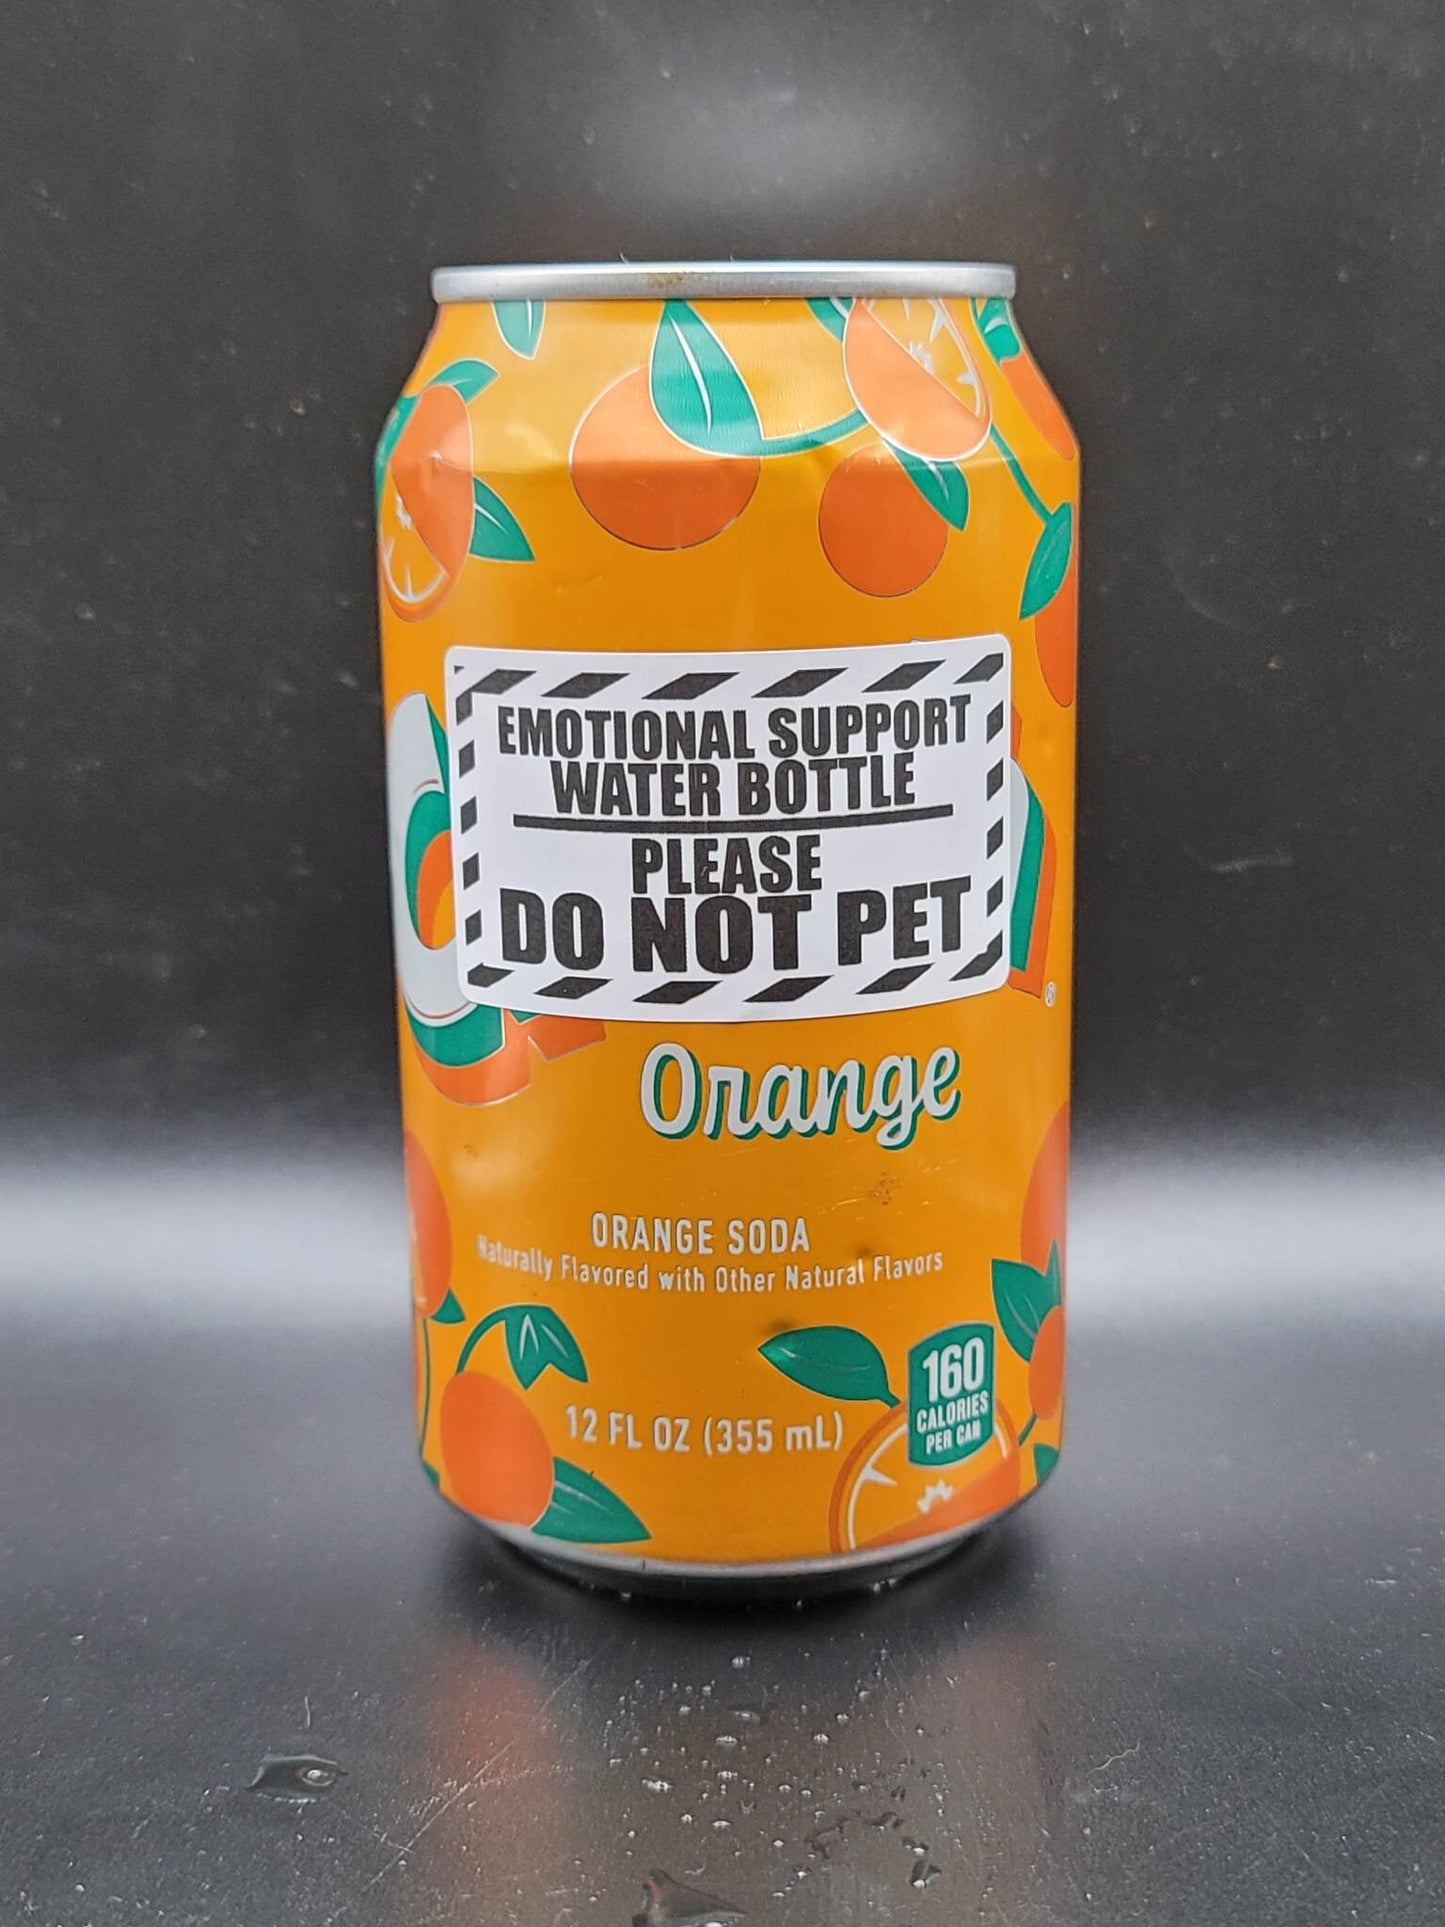 EMOTIONAL SUPPORT
WATER BOTTLE
PLEASE
DO NOT PET
®
Orange
ORANGE SODA
Naturally Flavored with Other Natural Flavors
12 FL OZ (355 mL)
160
CALORIES
PER CAN